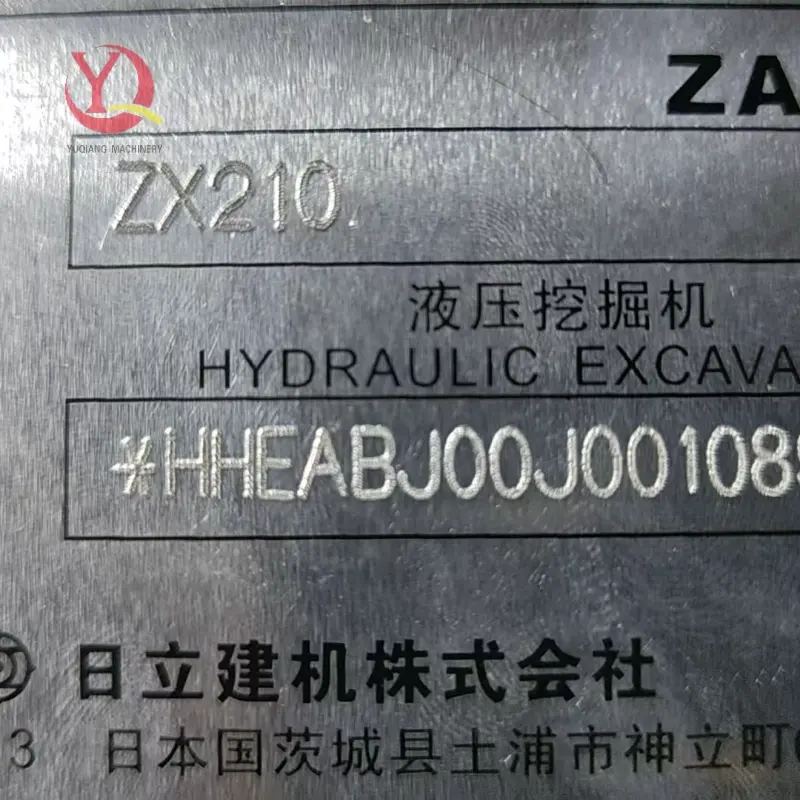 YQ
YUQIANG MACHINERY
ZA
ZX210.
液压挖掘机
HYDRAULIC EXCAVA
*HHEABJ00J00108
日立建机株式会社
3 日本国茨城县土浦市神立町